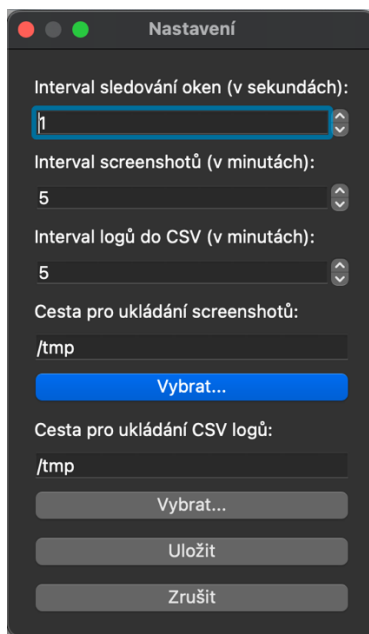 Nastavení
Interval sledování oken (v sekundách):
1
Interval screenshotů (v minutách):
5
Interval logů do CSV (v minutách):
5
Cesta pro ukládání screenshotů:
/tmp
Vybrat...
Cesta pro ukládání CSV logů:
/tmp
Vybrat...
Uložit
Zrušit